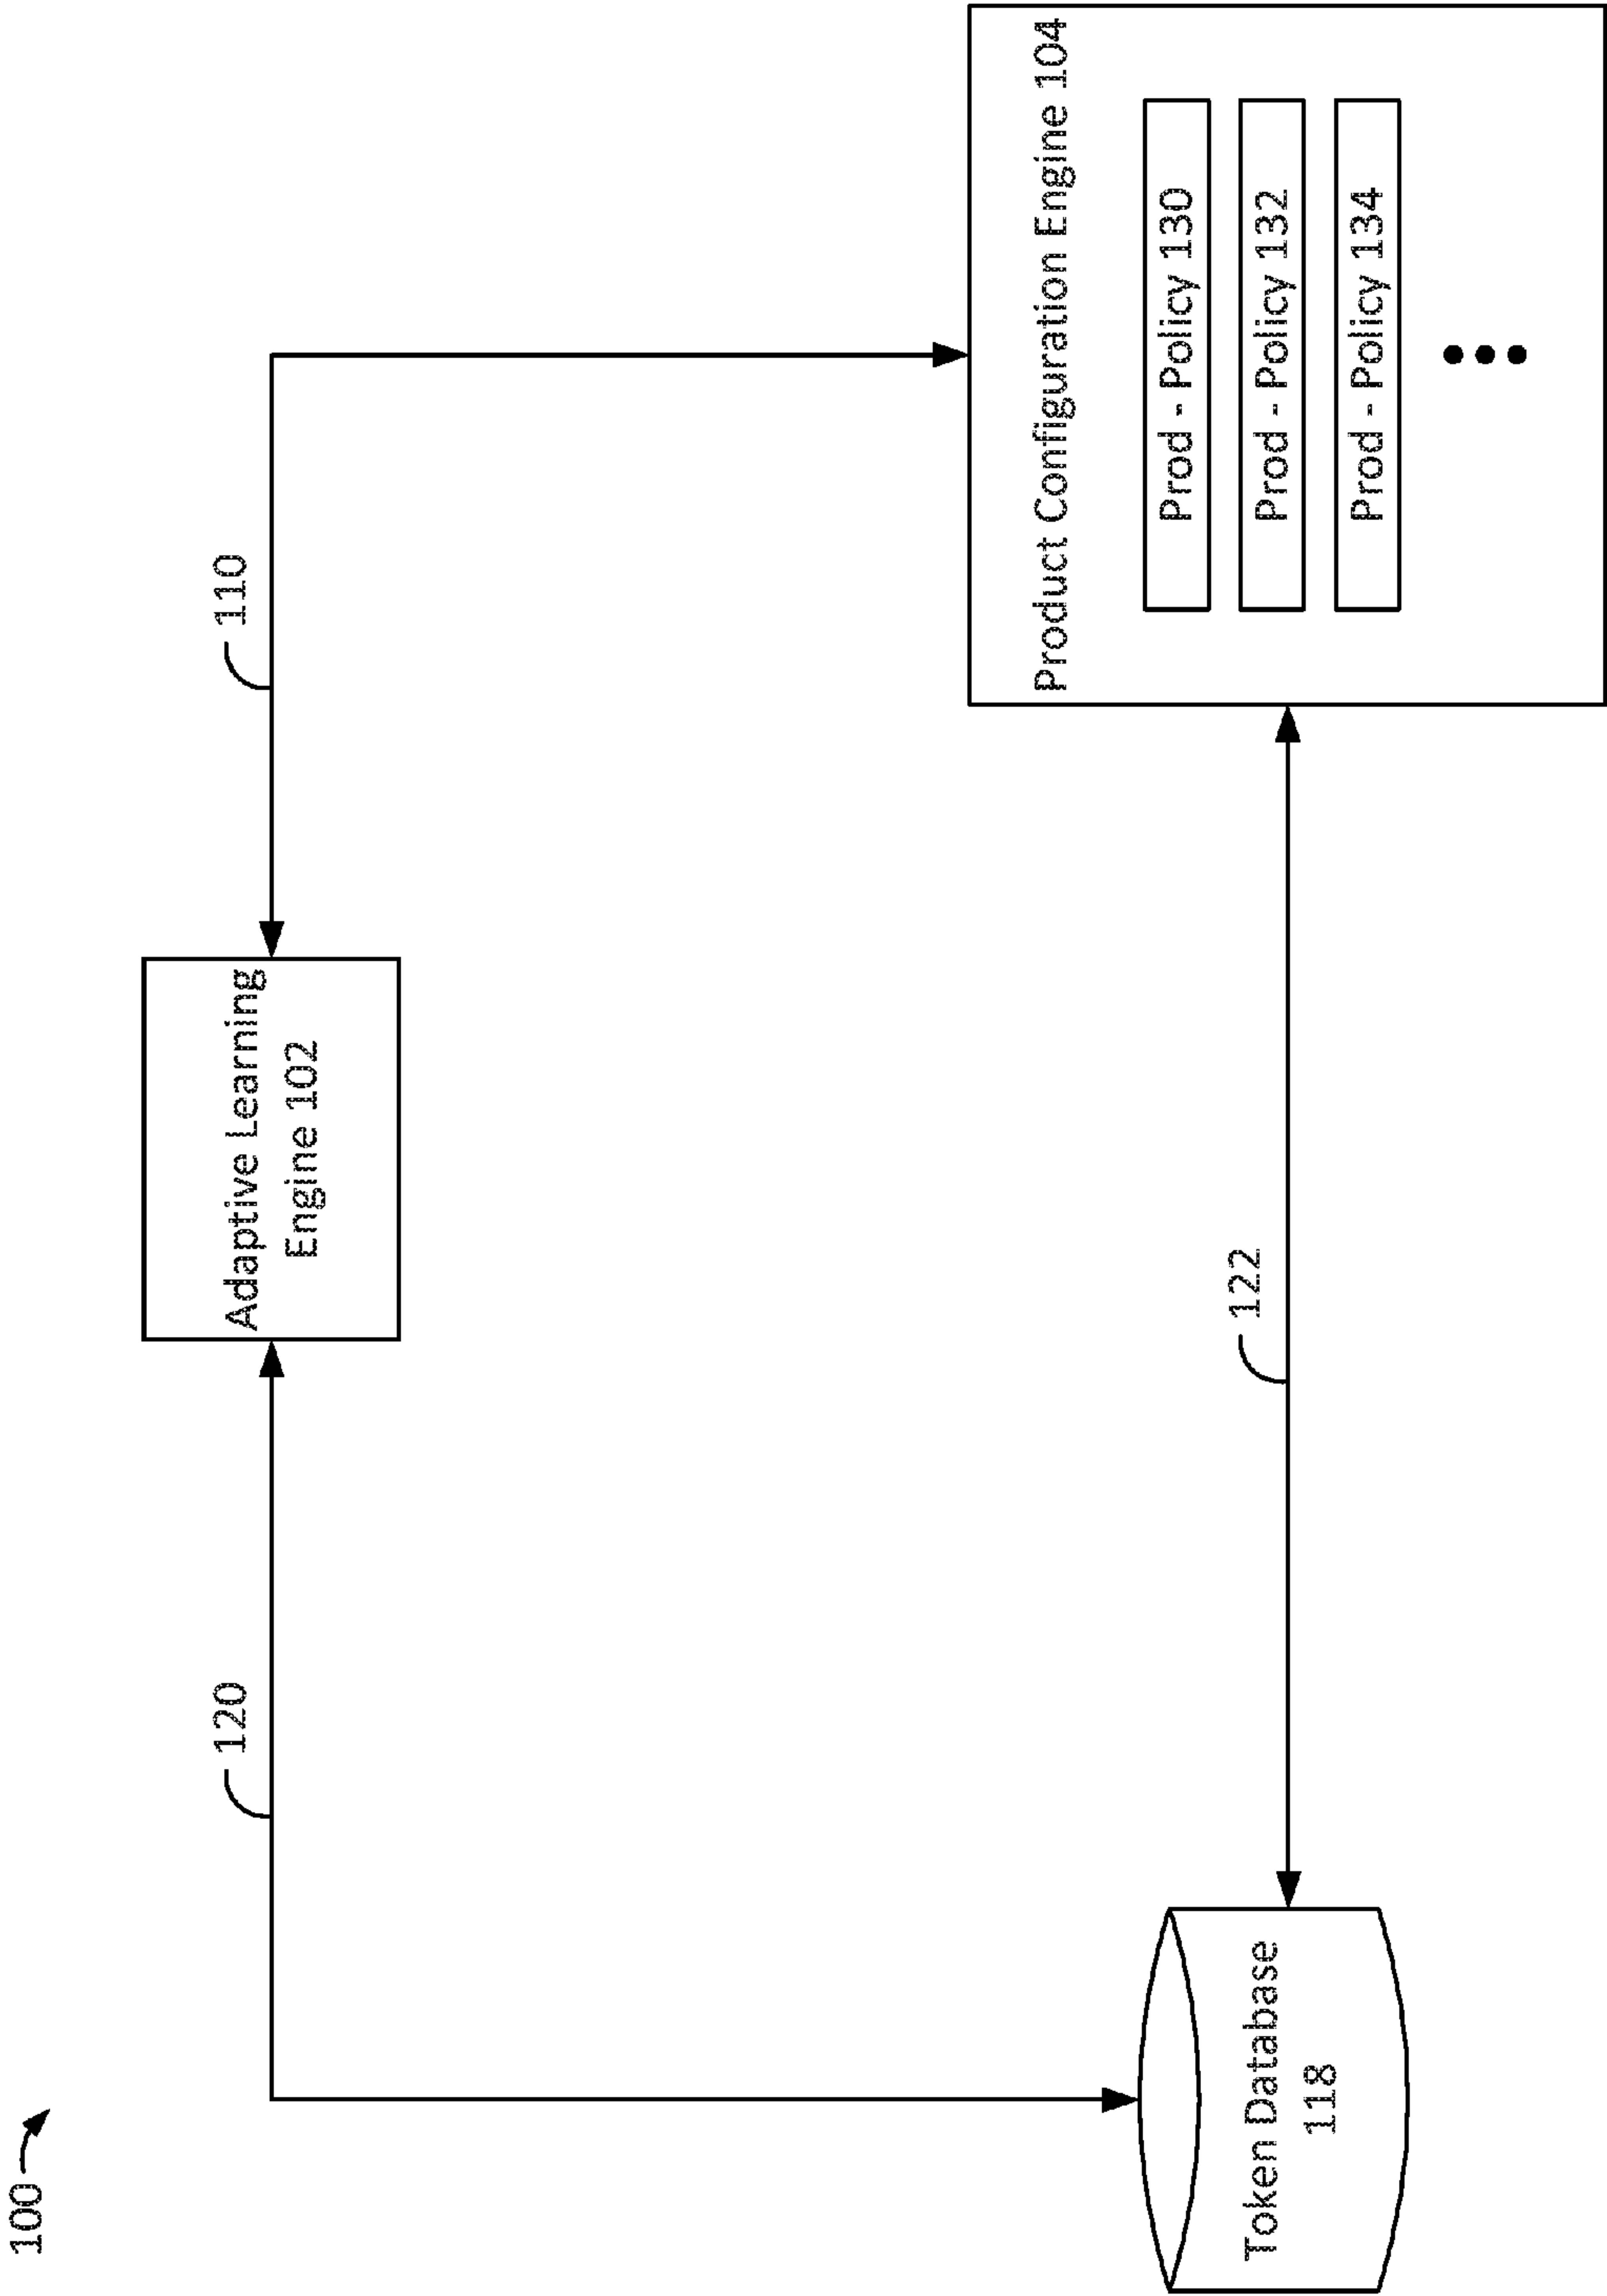 100
120
110
Adaptive Learning
Engine 102
Product Configuration Engine 104
Prod - Policy 130
Prod - Policy 132
Prod - Policy 134
122
Token Database
118